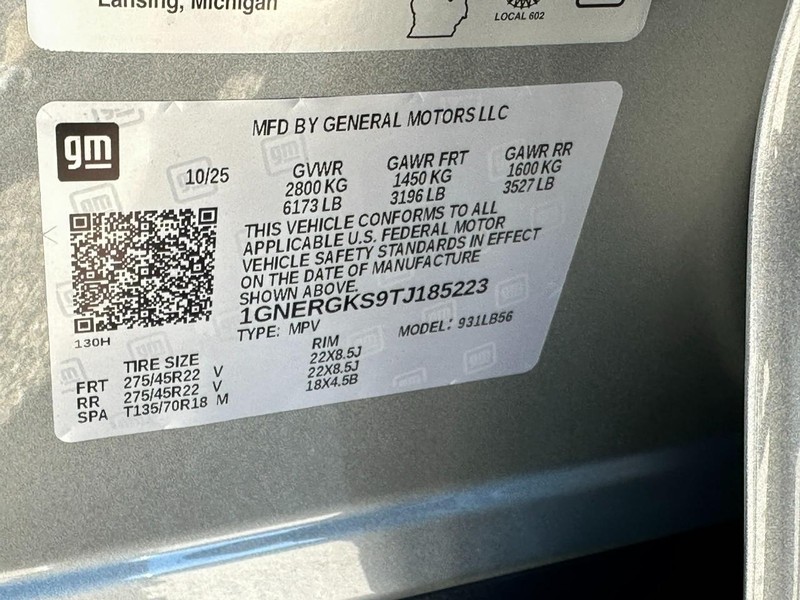 Lansing, Michigan
LOCAL 602
gm
MFD BY GENERAL MOTORS LLC
10/25
GVWR
2800 KG
6173 LB
GAWR FRT
1450 KG
3196 LB
GAWR RR
1600 KG
3527 LB
THIS VEHICLE CONFORMS TO ALL
APPLICABLE U.S. FEDERAL MOTOR
VEHICLE SAFETY STANDARDS IN EFFECT
ON THE DATE OF MANUFACTURE
SHOWN ABOVE.
1GNERGKS9TJ185223
TYPE: MPV MODEL: 931LB56
130H
TIRE SIZE RIM
FRT 275/45R22 V 22X8.5J
RR 275/45R22 V 22X8.5J
SPA T135/70R18 M 18X4.5B